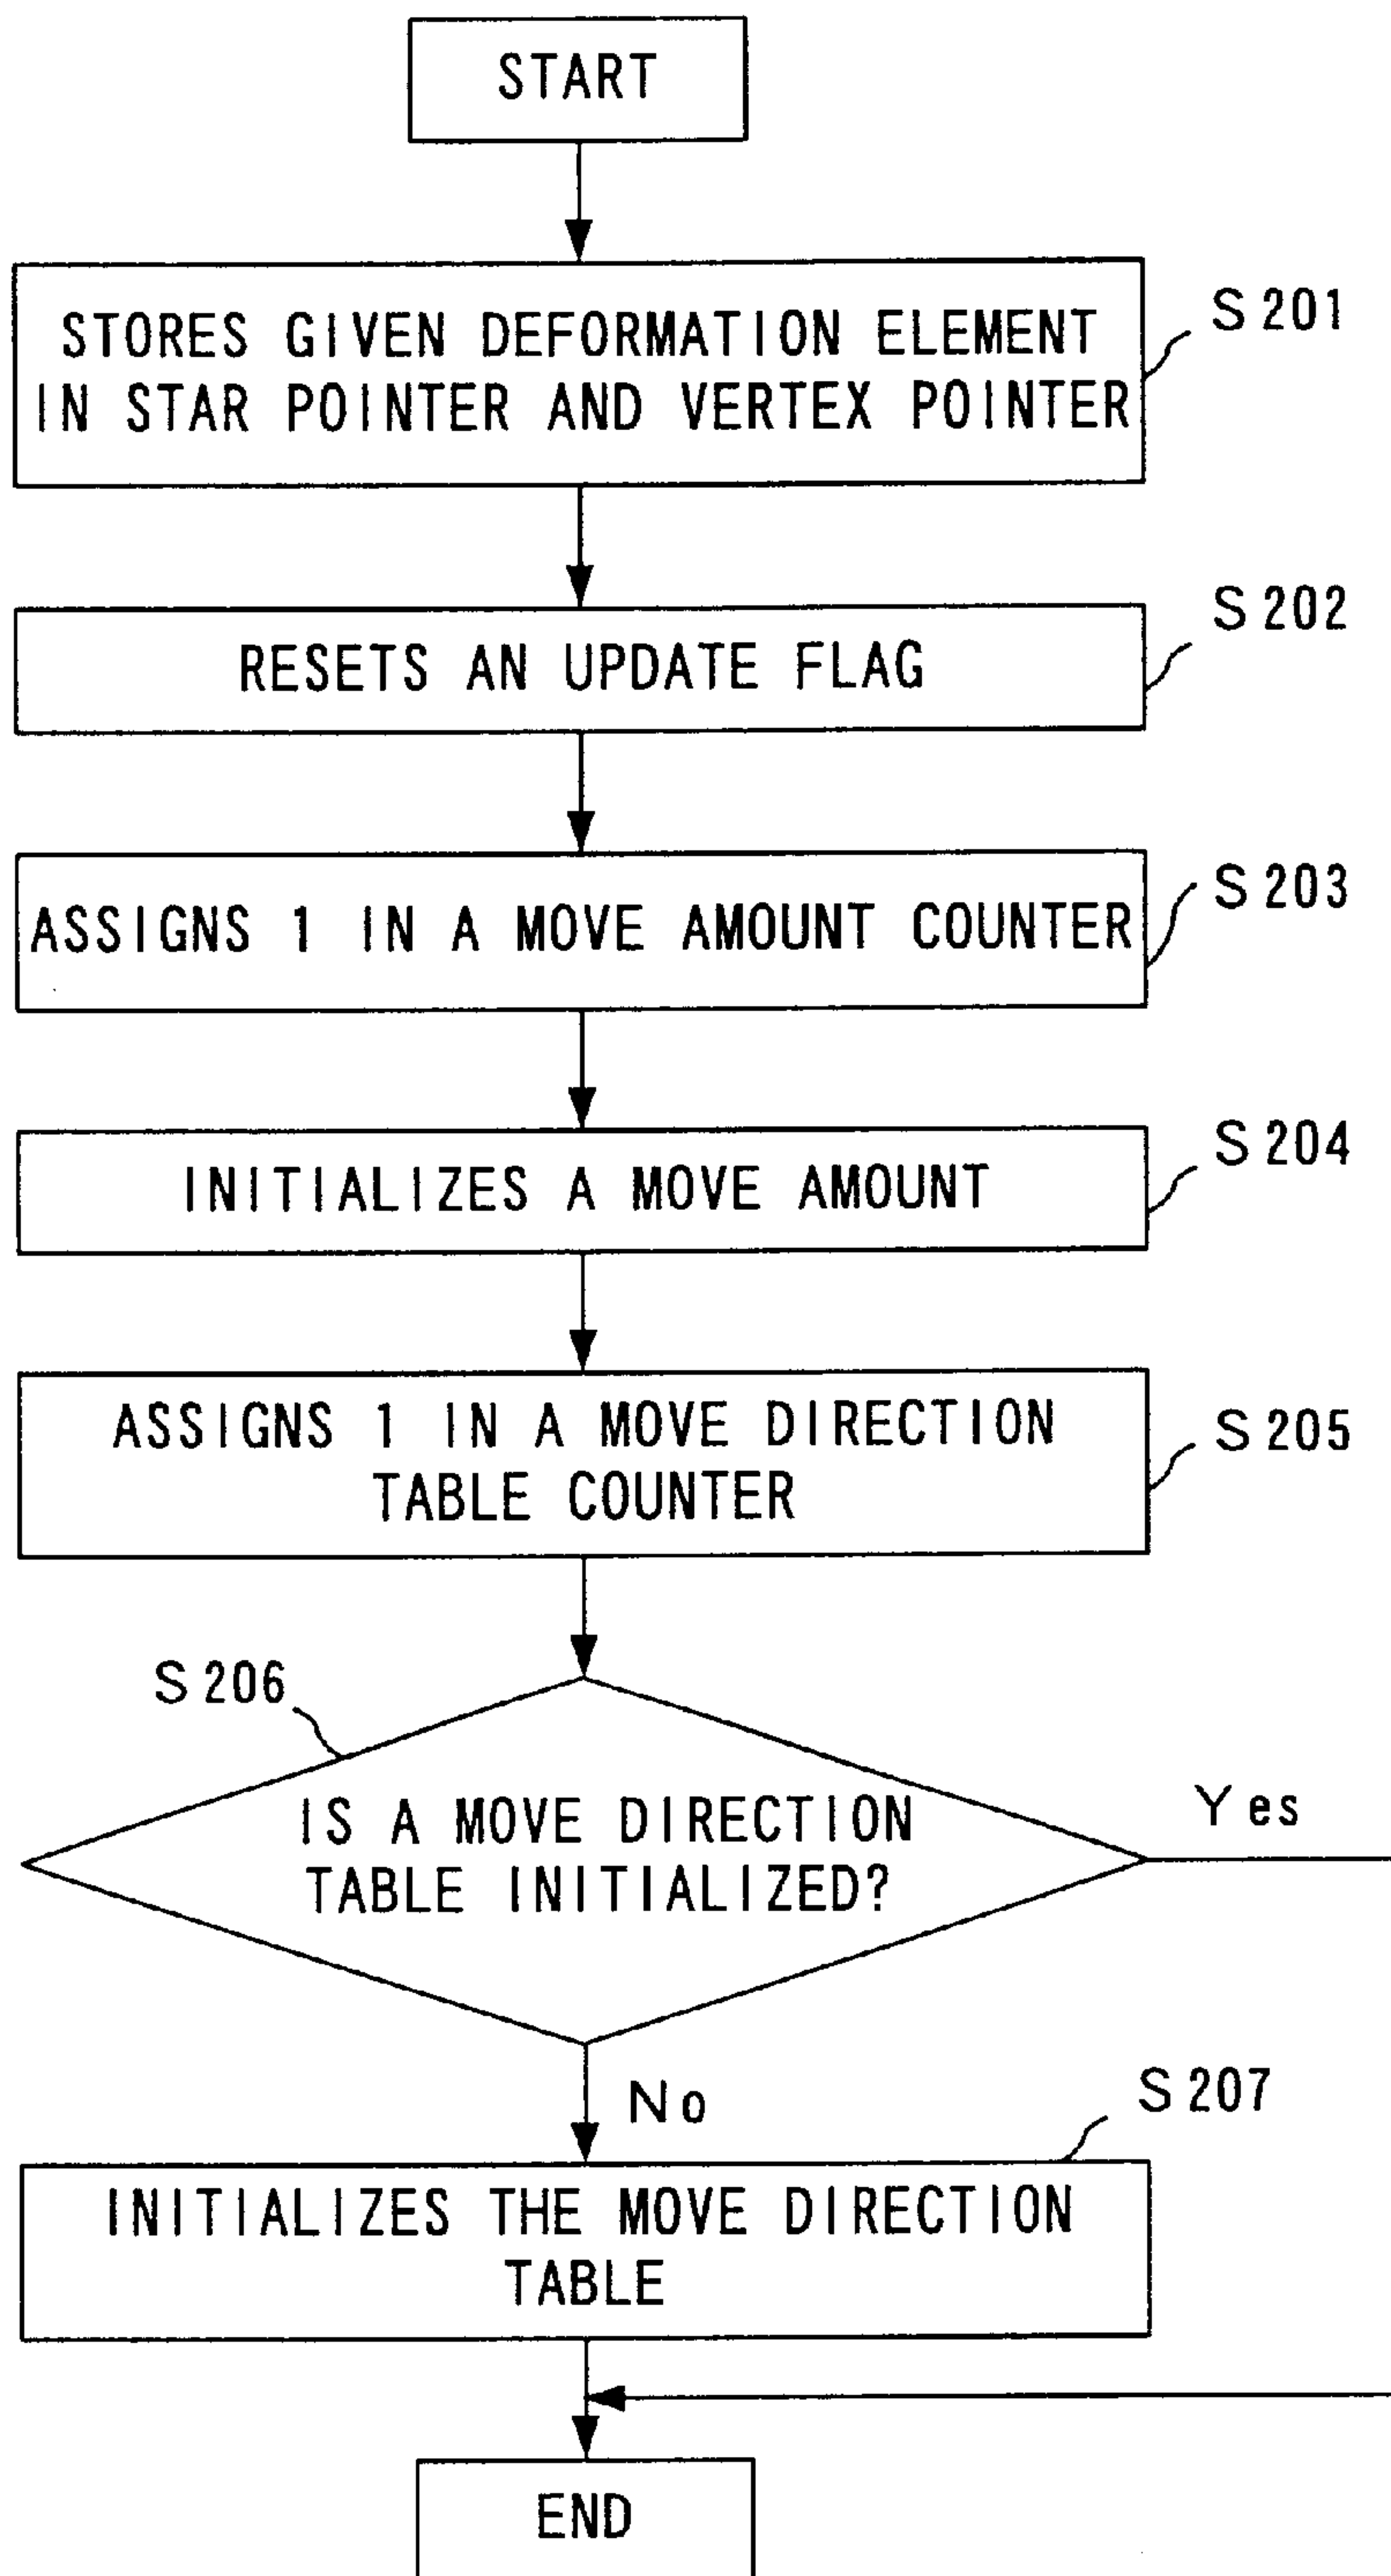 START
STORES GIVEN DEFORMATION ELEMENT
IN STAR POINTER AND VERTEX POINTER
S201
RESETS AN UPDATE FLAG
S202
ASSIGNS 1 IN A MOVE AMOUNT COUNTER
S203
INITIALIZES A MOVE AMOUNT
S204
ASSIGNS 1 IN A MOVE DIRECTION
TABLE COUNTER
S205
S206
IS A MOVE DIRECTION
TABLE INITIALIZED?
Yes
No
S207
INITIALIZES THE MOVE DIRECTION
TABLE
END